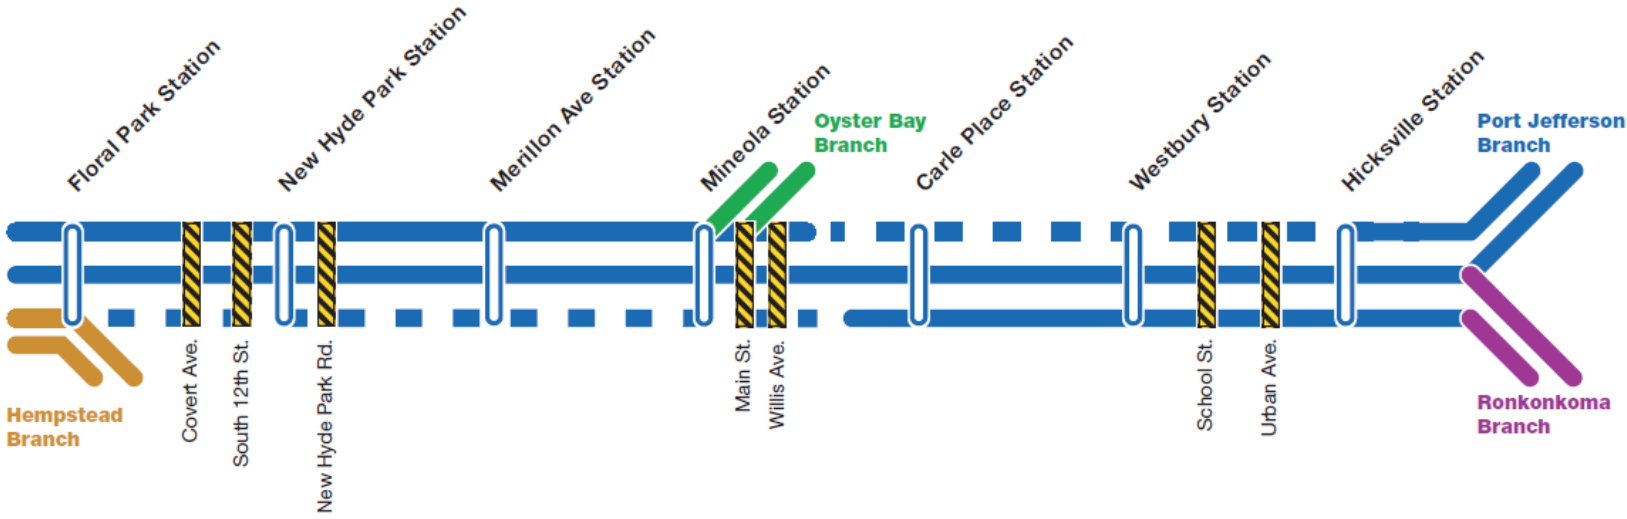 Floral Park Station
New Hyde Park Station
Merillon Ave Station
Mineola Station
Oyster Bay
Branch
Carle Place Station
Westbury Station
Hicksville Station
Port Jefferson
Branch
Hempstead
Branch
Covert Ave.
South 12th St.
New Hyde Park Rd.
Main St.
Willis Ave.
School St.
Urban Ave.
Ronkonkoma
Branch